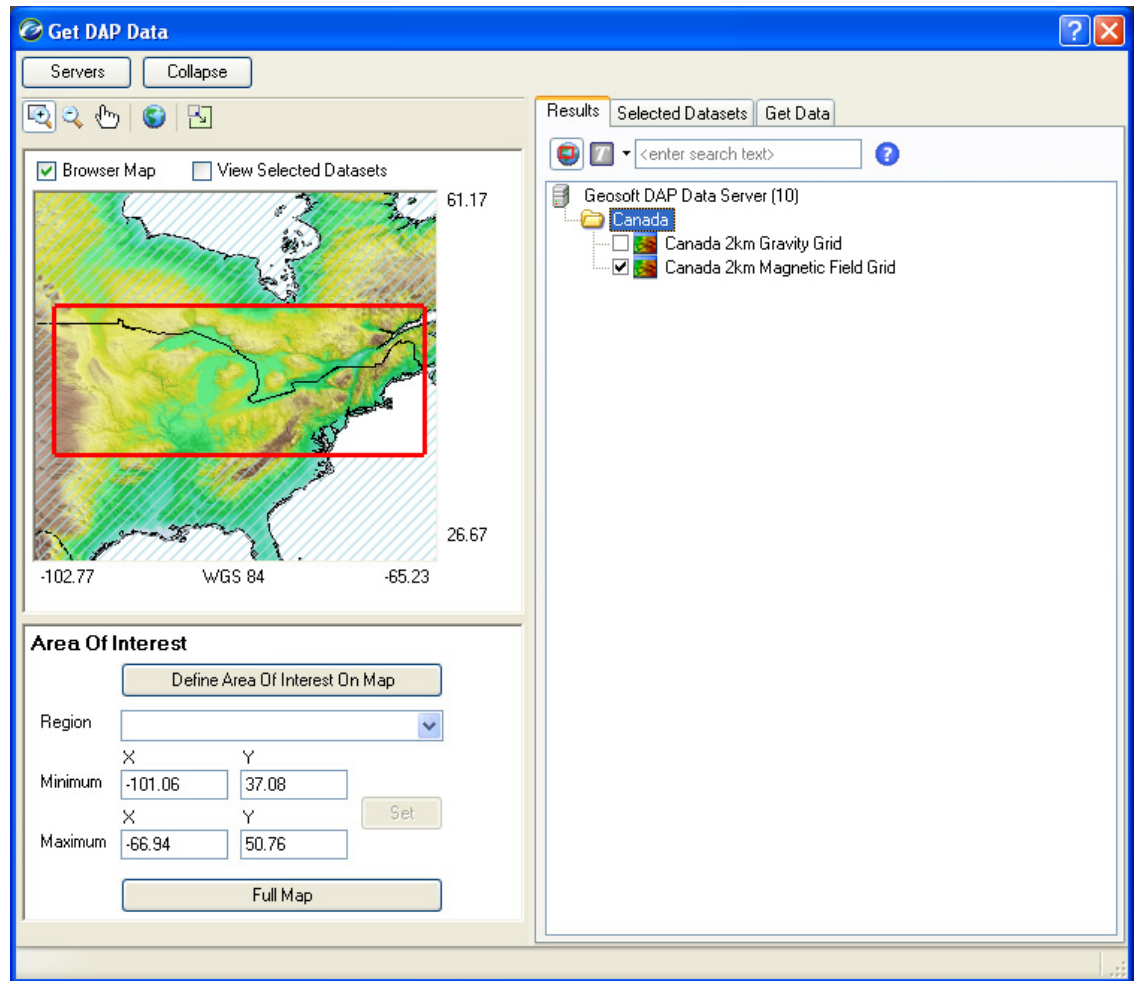 Get DAP Data
Servers Collapse
Browser Map View Selected Datasets
61.17
26.67
-102.77 WGS 84 -65.23
Area Of Interest
Define Area Of Interest On Map
Region
X Y
Minimum -101.06 37.08
Set
X Y
Maximum -66.94 50.76
Full Map
Results Selected Datasets Get Data
T <enter search text> ?
Geosoft DAP Data Server (10)
Canada
Canada 2km Gravity Grid
Canada 2km Magnetic Field Grid